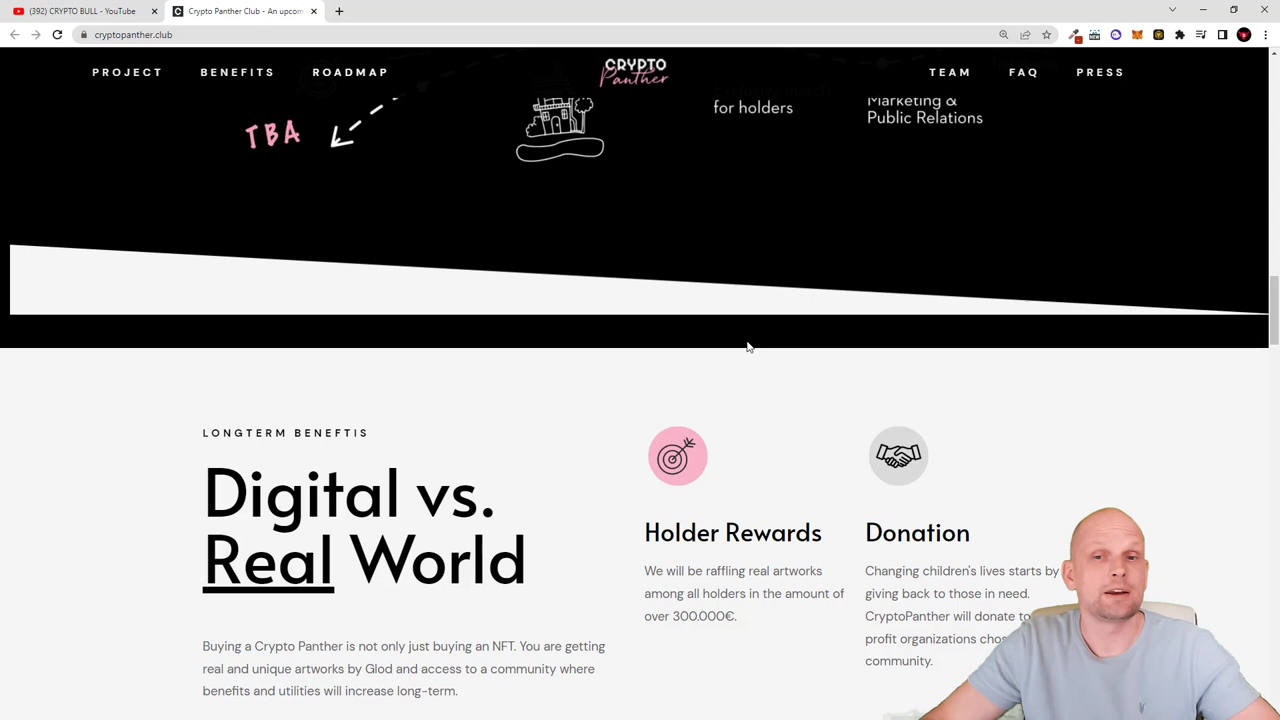 (392) CRYPTO BULL - YouTube
Crypto Panther Club - An upcom
cryptopanther.club
PROJECT
BENEFITS
ROADMAP
CRYPTO
Panther
TEAM
FAQ
PRESS
TBA
for holders
Marketing &
Public Relations
LONGTERM BENEFTIS
Digital vs.
Real World
Buying a Crypto Panther is not only just buying an NFT. You are getting
real and unique artworks by Glod and access to a community where
benefits and utilities will increase long-term.
Holder Rewards
We will be raffling real artworks
among all holders in the amount of
over 300.000€.
Donation
Changing children's lives starts by
giving back to those in need.
CryptoPanther will donate to
profit organizations
community.